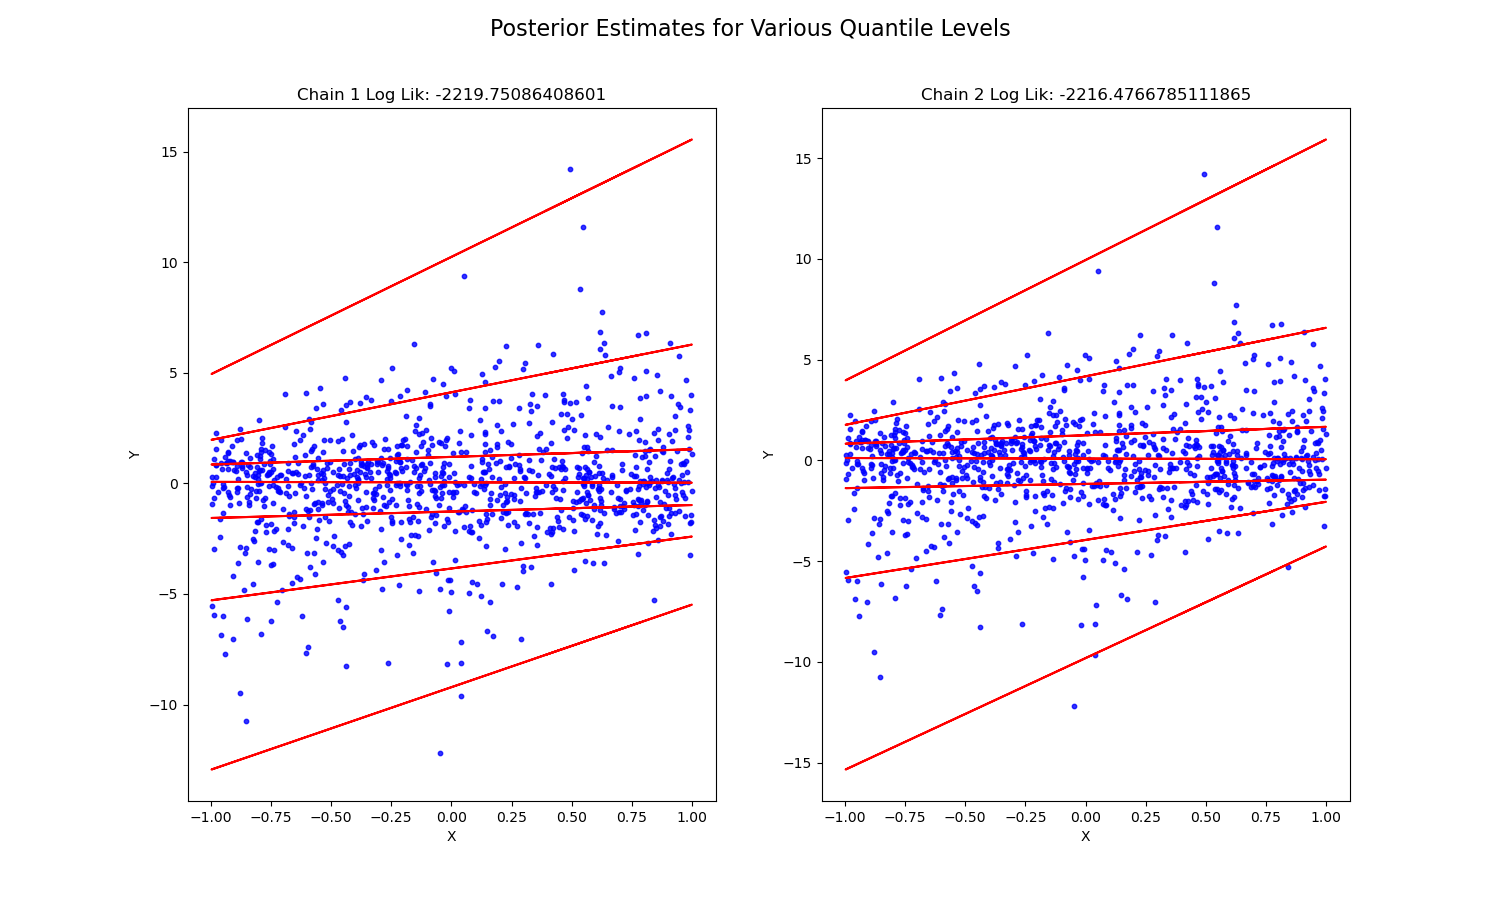 Posterior Estimates for Various Quantile Levels
Chain 1 Log Lik: -2219.75086408601
Chain 2 Log Lik: -2216.4766785111865
15
10
5
0
−5
−10
Y
−1.00 −0.75 −0.50 −0.25 0.00 0.25 0.50 0.75 1.00
X
15
10
5
0
−5
−10
−15
Y
−1.00 −0.75 −0.50 −0.25 0.00 0.25 0.50 0.75 1.00
X